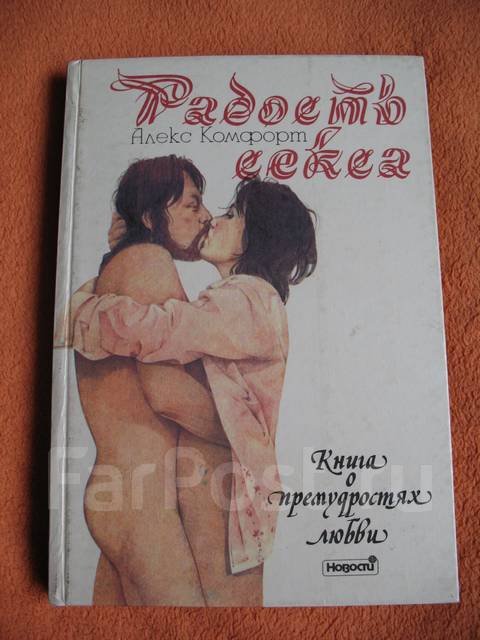 Радость
Алекс Комфорт
секса
Книга
о
премудростях
любви
Новости
FarPost.ru